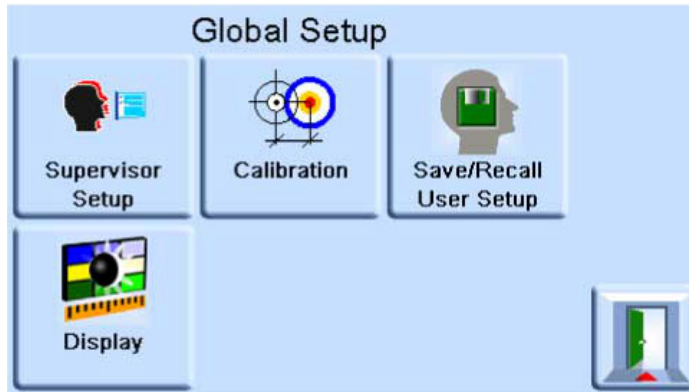 Global Setup
Supervisor
Setup
Calibration
Save/Recall
User Setup
Display